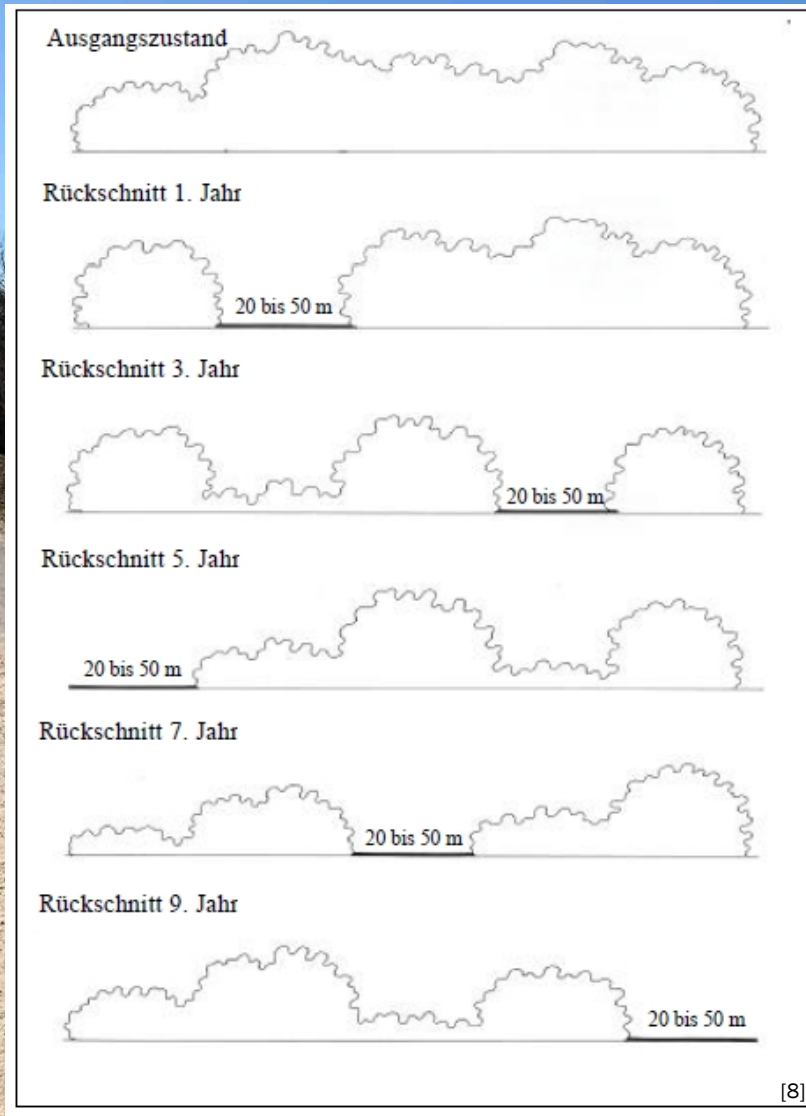 Ausgangszustand
Rückschnitt 1. Jahr
20 bis 50 m
Rückschnitt 3. Jahr
20 bis 50 m
Rückschnitt 5. Jahr
20 bis 50 m
Rückschnitt 7. Jahr
20 bis 50 m
Rückschnitt 9. Jahr
20 bis 50 m
[8]